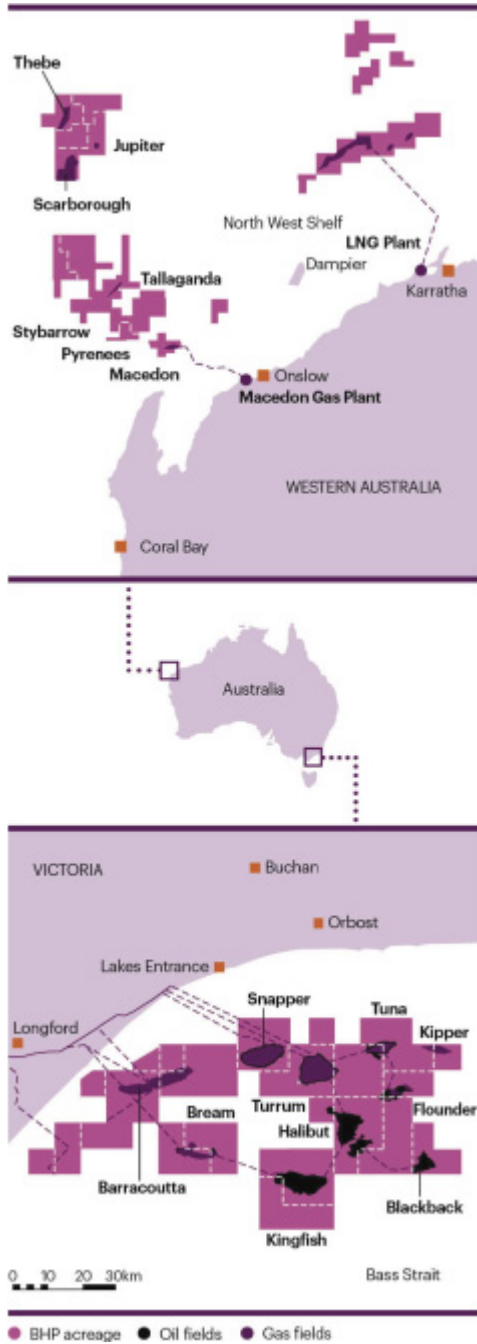 Thebe
Jupiter
Scarborough
North West Shelf
LNG Plant
Dampier
Karratha
Tallaganda
Stybarrow
Pyrenees
Macedon
Onslow
Macedon Gas Plant
WESTERN AUSTRALIA
Coral Bay
Australia
VICTORIA
Buchan
Orbost
Lakes Entrance
Snapper
Tuna
Longford
Kipper
Bream
Turrum
Flounder
Halibut
Barracoutta
Blackback
Kingfish
0 10 20 30km
Bass Strait
BHP acreage Oil fields Gas fields